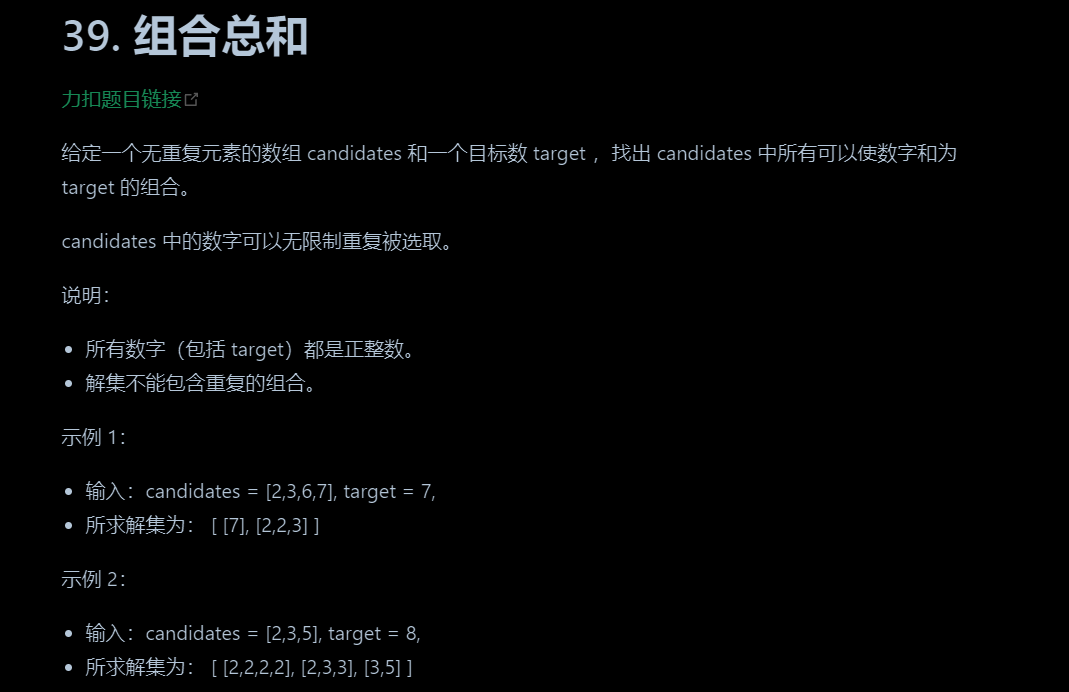 39. 组合总和
力扣题目链接
给定一个无重复元素的数组 candidates 和一个目标数 target ，找出 candidates 中所有可以使数字和为
target 的组合。
candidates 中的数字可以无限制重复被选取。
说明：
• 所有数字（包括 target）都是正整数。
• 解集不能包含重复的组合。
示例 1：
• 输入：candidates = [2,3,6,7], target = 7,
• 所求解集为： [ [7], [2,2,3] ]
示例 2：
• 输入：candidates = [2,3,5], target = 8,
• 所求解集为： [ [2,2,2,2], [2,3,3], [3,5] ]